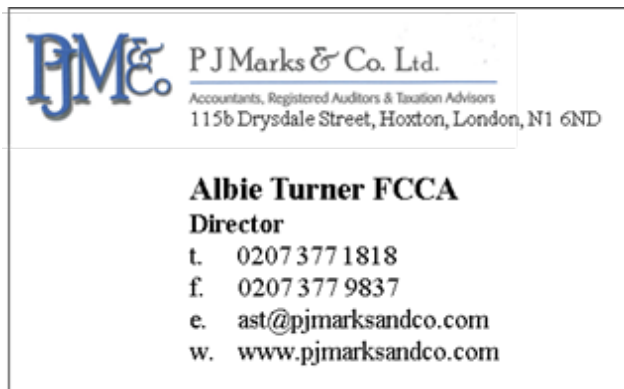 PJM&Co
PJ Marks & Co. Ltd.
Accountants, Registered Auditors & Taxation Advisors
115b Drysdale Street, Hoxton, London, N1 6ND
Albie Turner FCCA
Director
t. 0207 377 1818
f. 0207 377 9837
e. ast@pjmarksandco.com
w. www.pjmarksandco.com